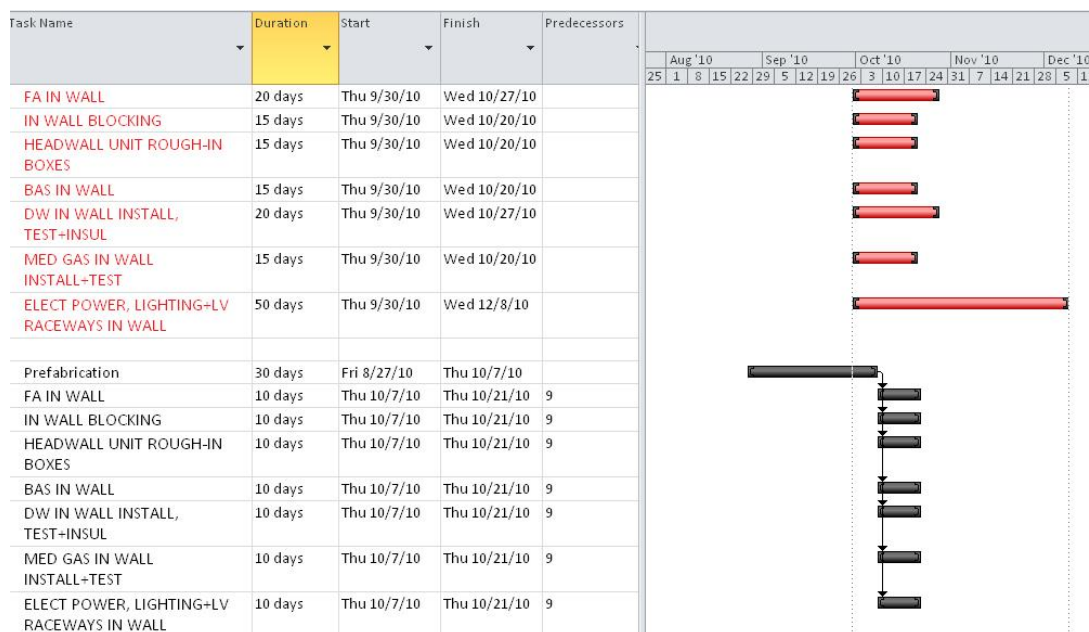 Task Name Duration Start Finish Predecessors
Aug '10 Sep '10 Oct '10 Nov '10 Dec '10
25 1 8 15 22 29 5 12 19 26 3 10 17 24 31 7 14 21 28 5 1
FA IN WALL 20 days Thu 9/30/10 Wed 10/27/10
IN WALL BLOCKING 15 days Thu 9/30/10 Wed 10/20/10
HEADWALL UNIT ROUGH-IN 15 days Thu 9/30/10 Wed 10/20/10
BOXES
BAS IN WALL 15 days Thu 9/30/10 Wed 10/20/10
DW IN WALL INSTALL, 20 days Thu 9/30/10 Wed 10/27/10
TEST+INSUL
MED GAS IN WALL 15 days Thu 9/30/10 Wed 10/20/10
INSTALL+TEST
ELECT POWER, LIGHTING+LV 50 days Thu 9/30/10 Wed 12/8/10
RACEWAYS IN WALL
Prefabrication 30 days Fri 8/27/10 Thu 10/7/10
FA IN WALL 10 days Thu 10/7/10 Thu 10/21/10 9
IN WALL BLOCKING 10 days Thu 10/7/10 Thu 10/21/10 9
HEADWALL UNIT ROUGH-IN 10 days Thu 10/7/10 Thu 10/21/10 9
BOXES
BAS IN WALL 10 days Thu 10/7/10 Thu 10/21/10 9
DW IN WALL INSTALL, 10 days Thu 10/7/10 Thu 10/21/10 9
TEST+INSUL
MED GAS IN WALL 10 days Thu 10/7/10 Thu 10/21/10 9
INSTALL+TEST
ELECT POWER, LIGHTING+LV 10 days Thu 10/7/10 Thu 10/21/10 9
RACEWAYS IN WALL